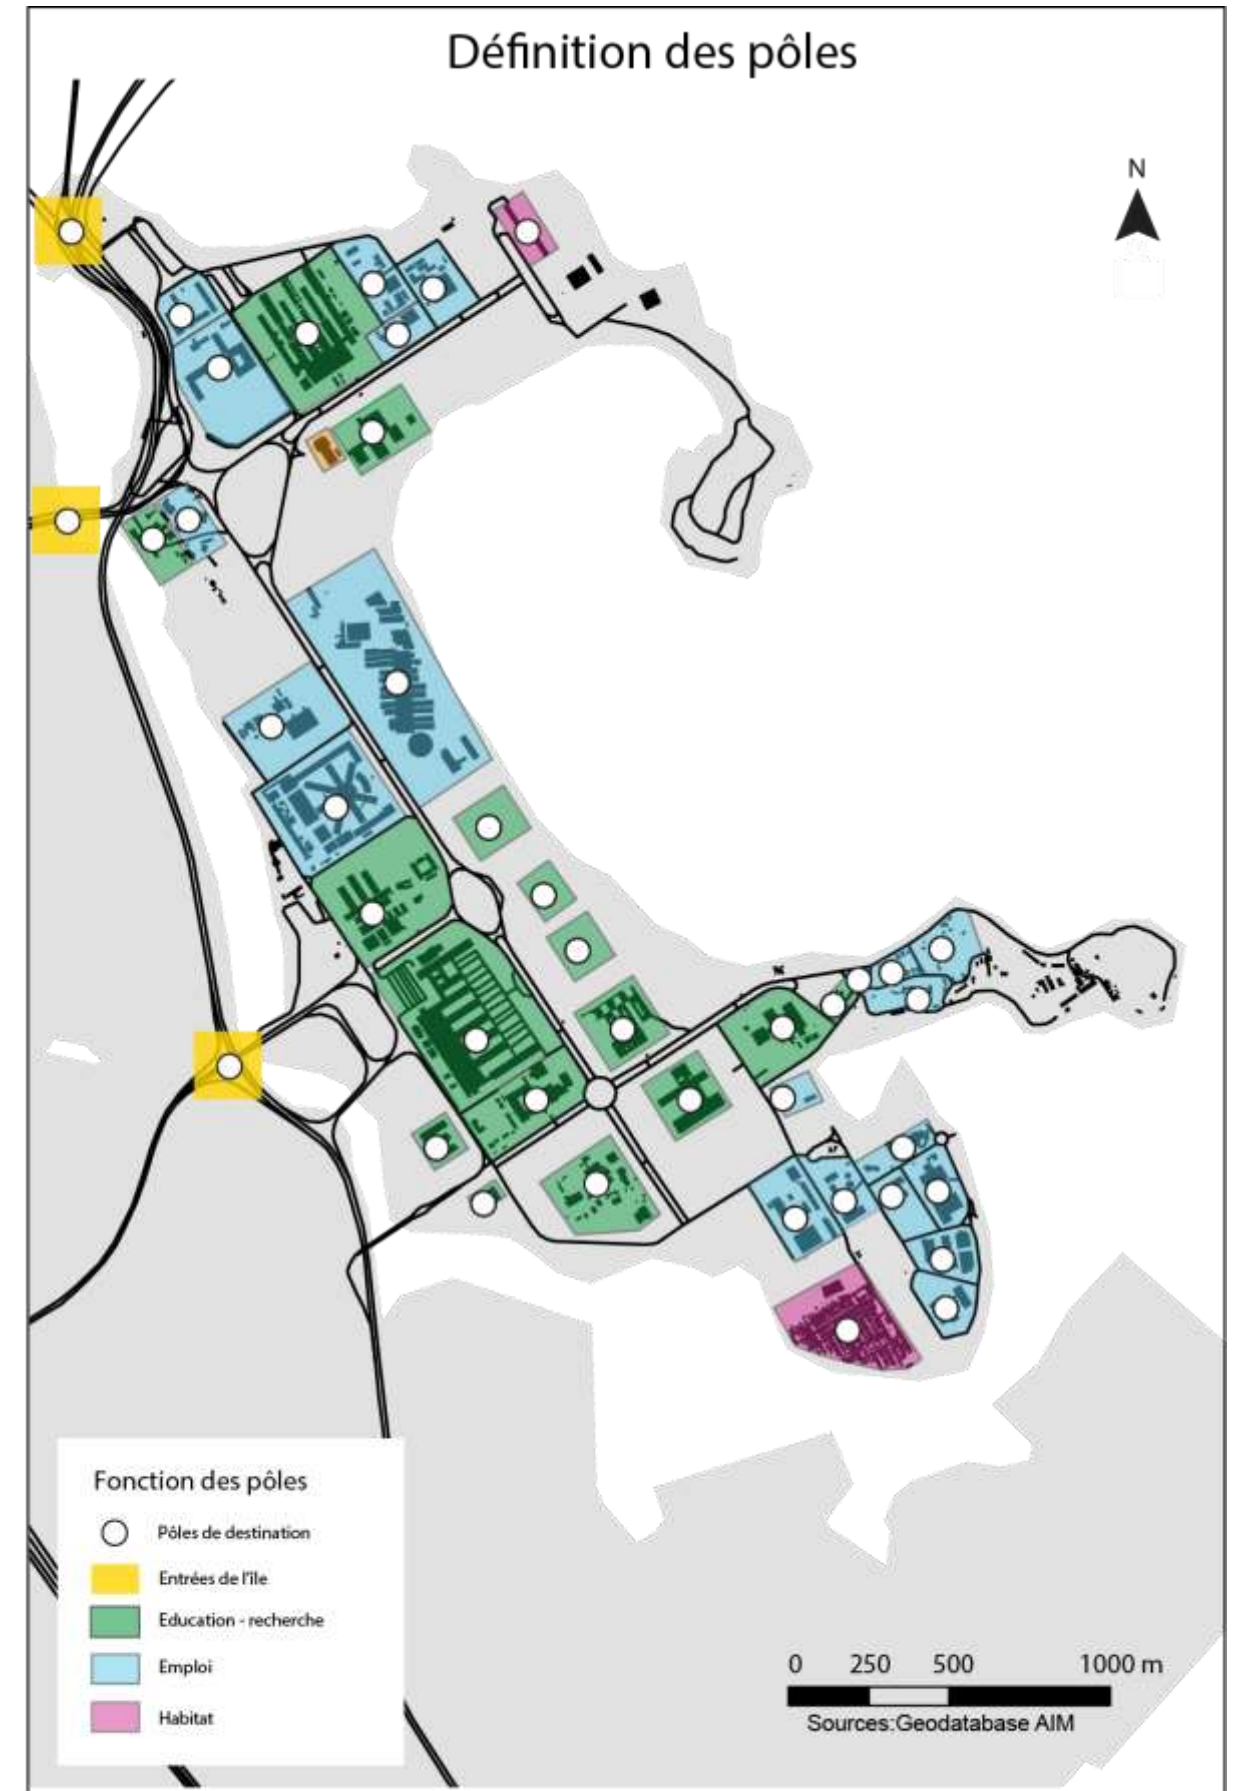 Définition des pôles
N
Fonction des pôles
Pôles de destination
Entrées de l'île
Education - recherche
Emploi
Habitat
0 250 500 1000 m
Sources:Geodatabase AIM